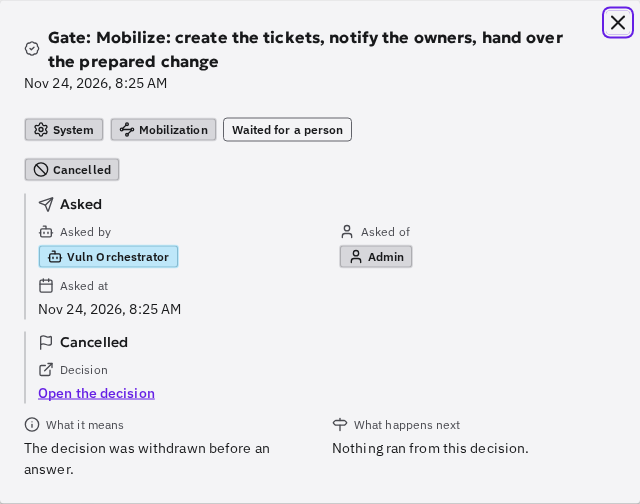 Gate: Mobilize: create the tickets, notify the owners, hand over
the prepared change
Nov 24, 2026, 8:25 AM
System
Mobilization
Waited for a person
Cancelled
Asked
Asked by
Asked of
Vuln Orchestrator
Admin
Asked at
Nov 24, 2026, 8:25 AM
Cancelled
Decision
Open the decision
What it means
What happens next
The decision was withdrawn before an
answer.
Nothing ran from this decision.